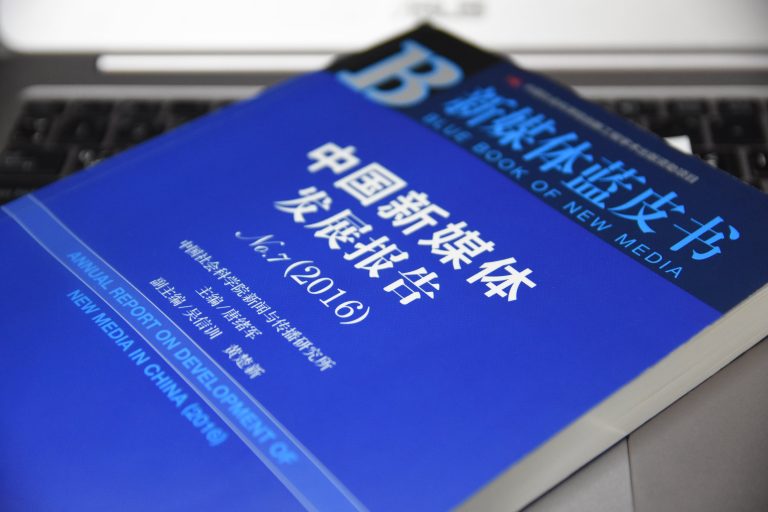 B
新媒体蓝皮书
BLUE BOOK OF NEW MEDIA
中国新媒体
发展报告
No.7 (2016)
中国社会科学院新闻与传播研究所
主编/唐绪军
副主编/吴信训 黄楚新
ANNUAL REPORT ON DEVELOPMENT OF
NEW MEDIA IN CHINA (2016)